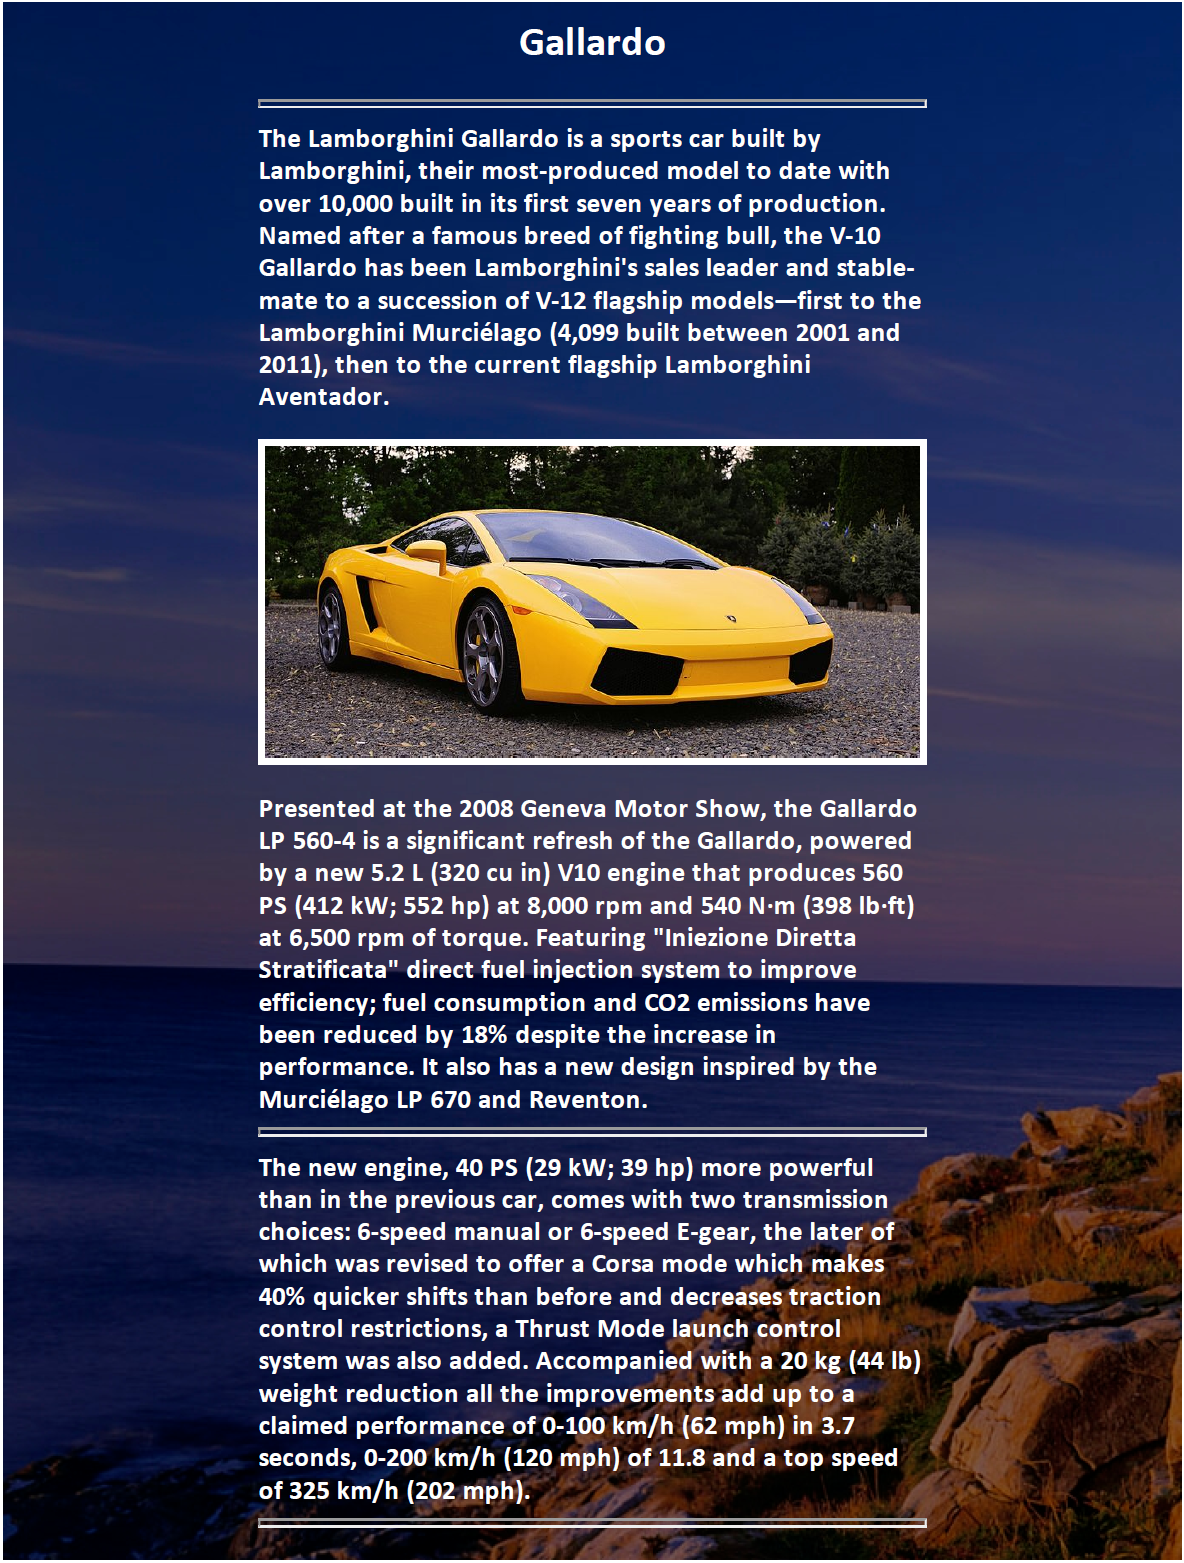 Gallardo
The Lamborghini Gallardo is a sports car built by
Lamborghini, their most-produced model to date with
over 10,000 built in its first seven years of production.
Named after a famous breed of fighting bull, the V-10
Gallardo has been Lamborghini's sales leader and stable-
mate to a succession of V-12 flagship models—first to the
Lamborghini Murciélago (4,099 built between 2001 and
2011), then to the current flagship Lamborghini
Aventador.
Presented at the 2008 Geneva Motor Show, the Gallardo
LP 560-4 is a significant refresh of the Gallardo, powered
by a new 5.2 L (320 cu in) V10 engine that produces 560
PS (412 kW; 552 hp) at 8,000 rpm and 540 N·m (398 lb·ft)
at 6,500 rpm of torque. Featuring "Iniezione Diretta
Stratificata" direct fuel injection system to improve
efficiency; fuel consumption and CO2 emissions have
been reduced by 18% despite the increase in
performance. It also has a new design inspired by the
Murciélago LP 670 and Reventon.
The new engine, 40 PS (29 kW; 39 hp) more powerful
than in the previous car, comes with two transmission
choices: 6-speed manual or 6-speed E-gear, the later of
which was revised to offer a Corsa mode which makes
40% quicker shifts than before and decreases traction
control restrictions, a Thrust Mode launch control
system was also added. Accompanied with a 20 kg (44 lb)
weight reduction all the improvements add up to a
claimed performance of 0-100 km/h (62 mph) in 3.7
seconds, 0-200 km/h (120 mph) of 11.8 and a top speed
of 325 km/h (202 mph).